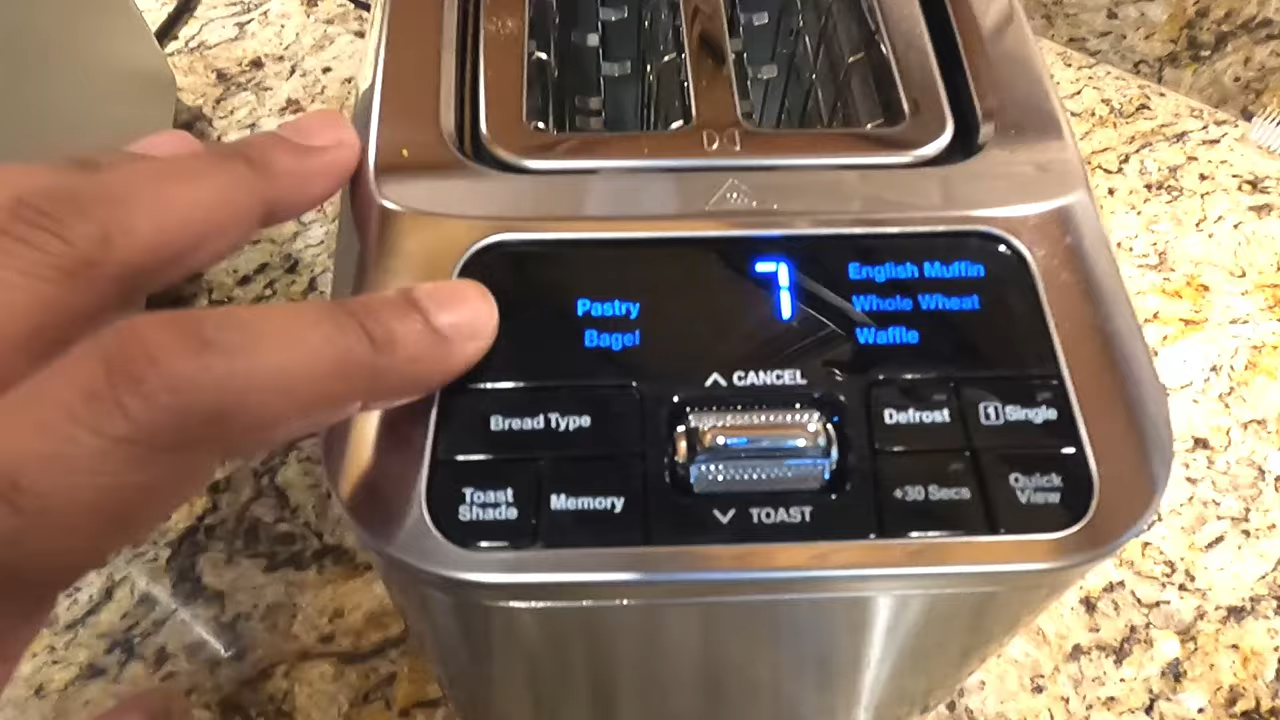 Pastry
Bagel
7
English Muffin
Whole Wheat
Waffle
CANCEL
Bread Type
Defrost
1 Single
Toast
Shade
Memory
+30 Secs
Quick
View
TOAST